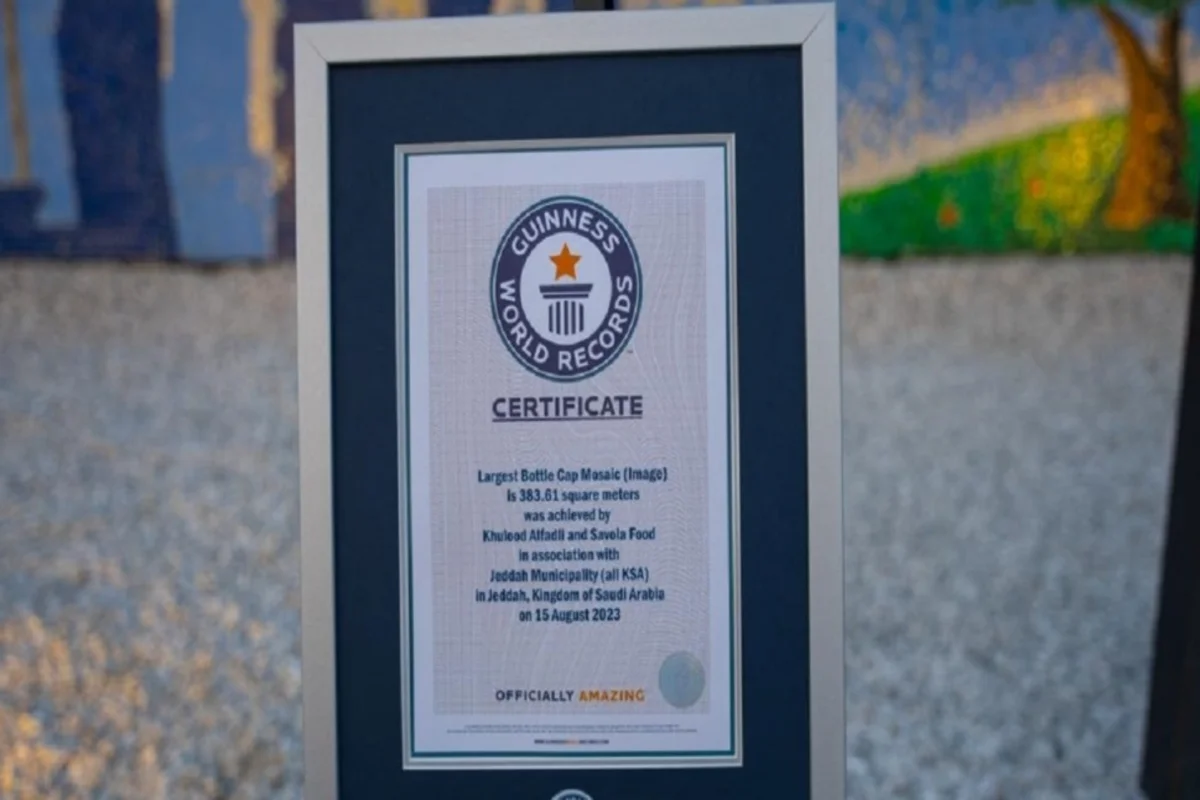 GUINNESS
WORLD RECORDS
CERTIFICATE
Largest Bottle Cap Mosaic (Image)
is 383.61 square meters
was achieved by
Khulood Alfadli and Savola Food
in association with
Jeddah Municipality (all KSA)
in Jeddah, Kingdom of Saudi Arabia
on 15 August 2023
OFFICIALLY AMAZING